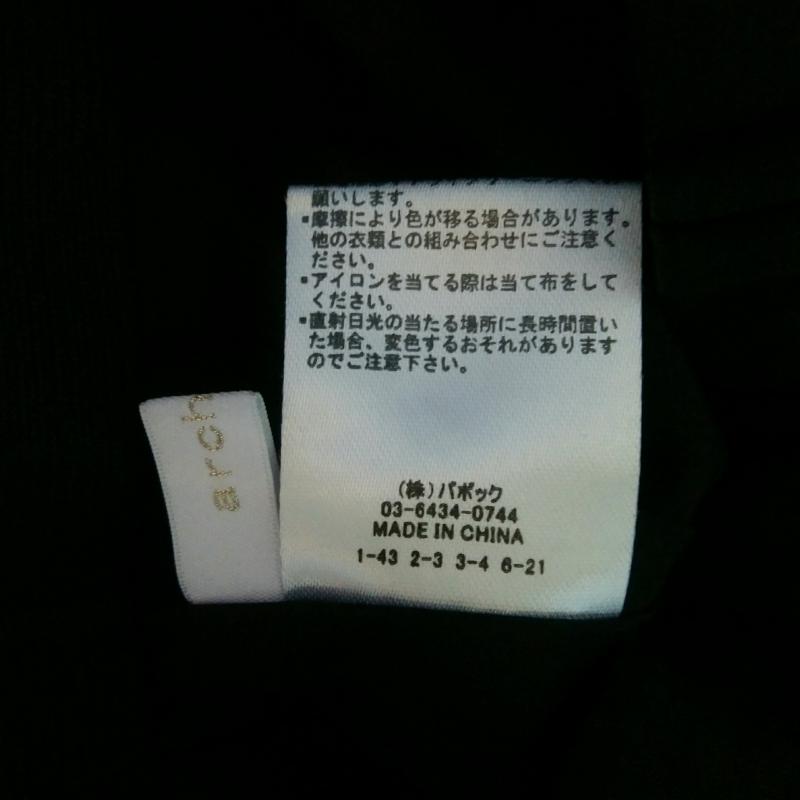 願いします。
▪摩擦により色が移る場合があります。
他の衣類との組み合わせにご注意く
ださい。
▪アイロンを当てる際は当て布をして
ください。
▪直射日光の当たる場所に長時間置い
た場合、変色するおそれがあります
のでご注意下さい。
(株)パボック
03-6434-0744
MADE IN CHINA
1-43 2-3 3-4 6-21
arch